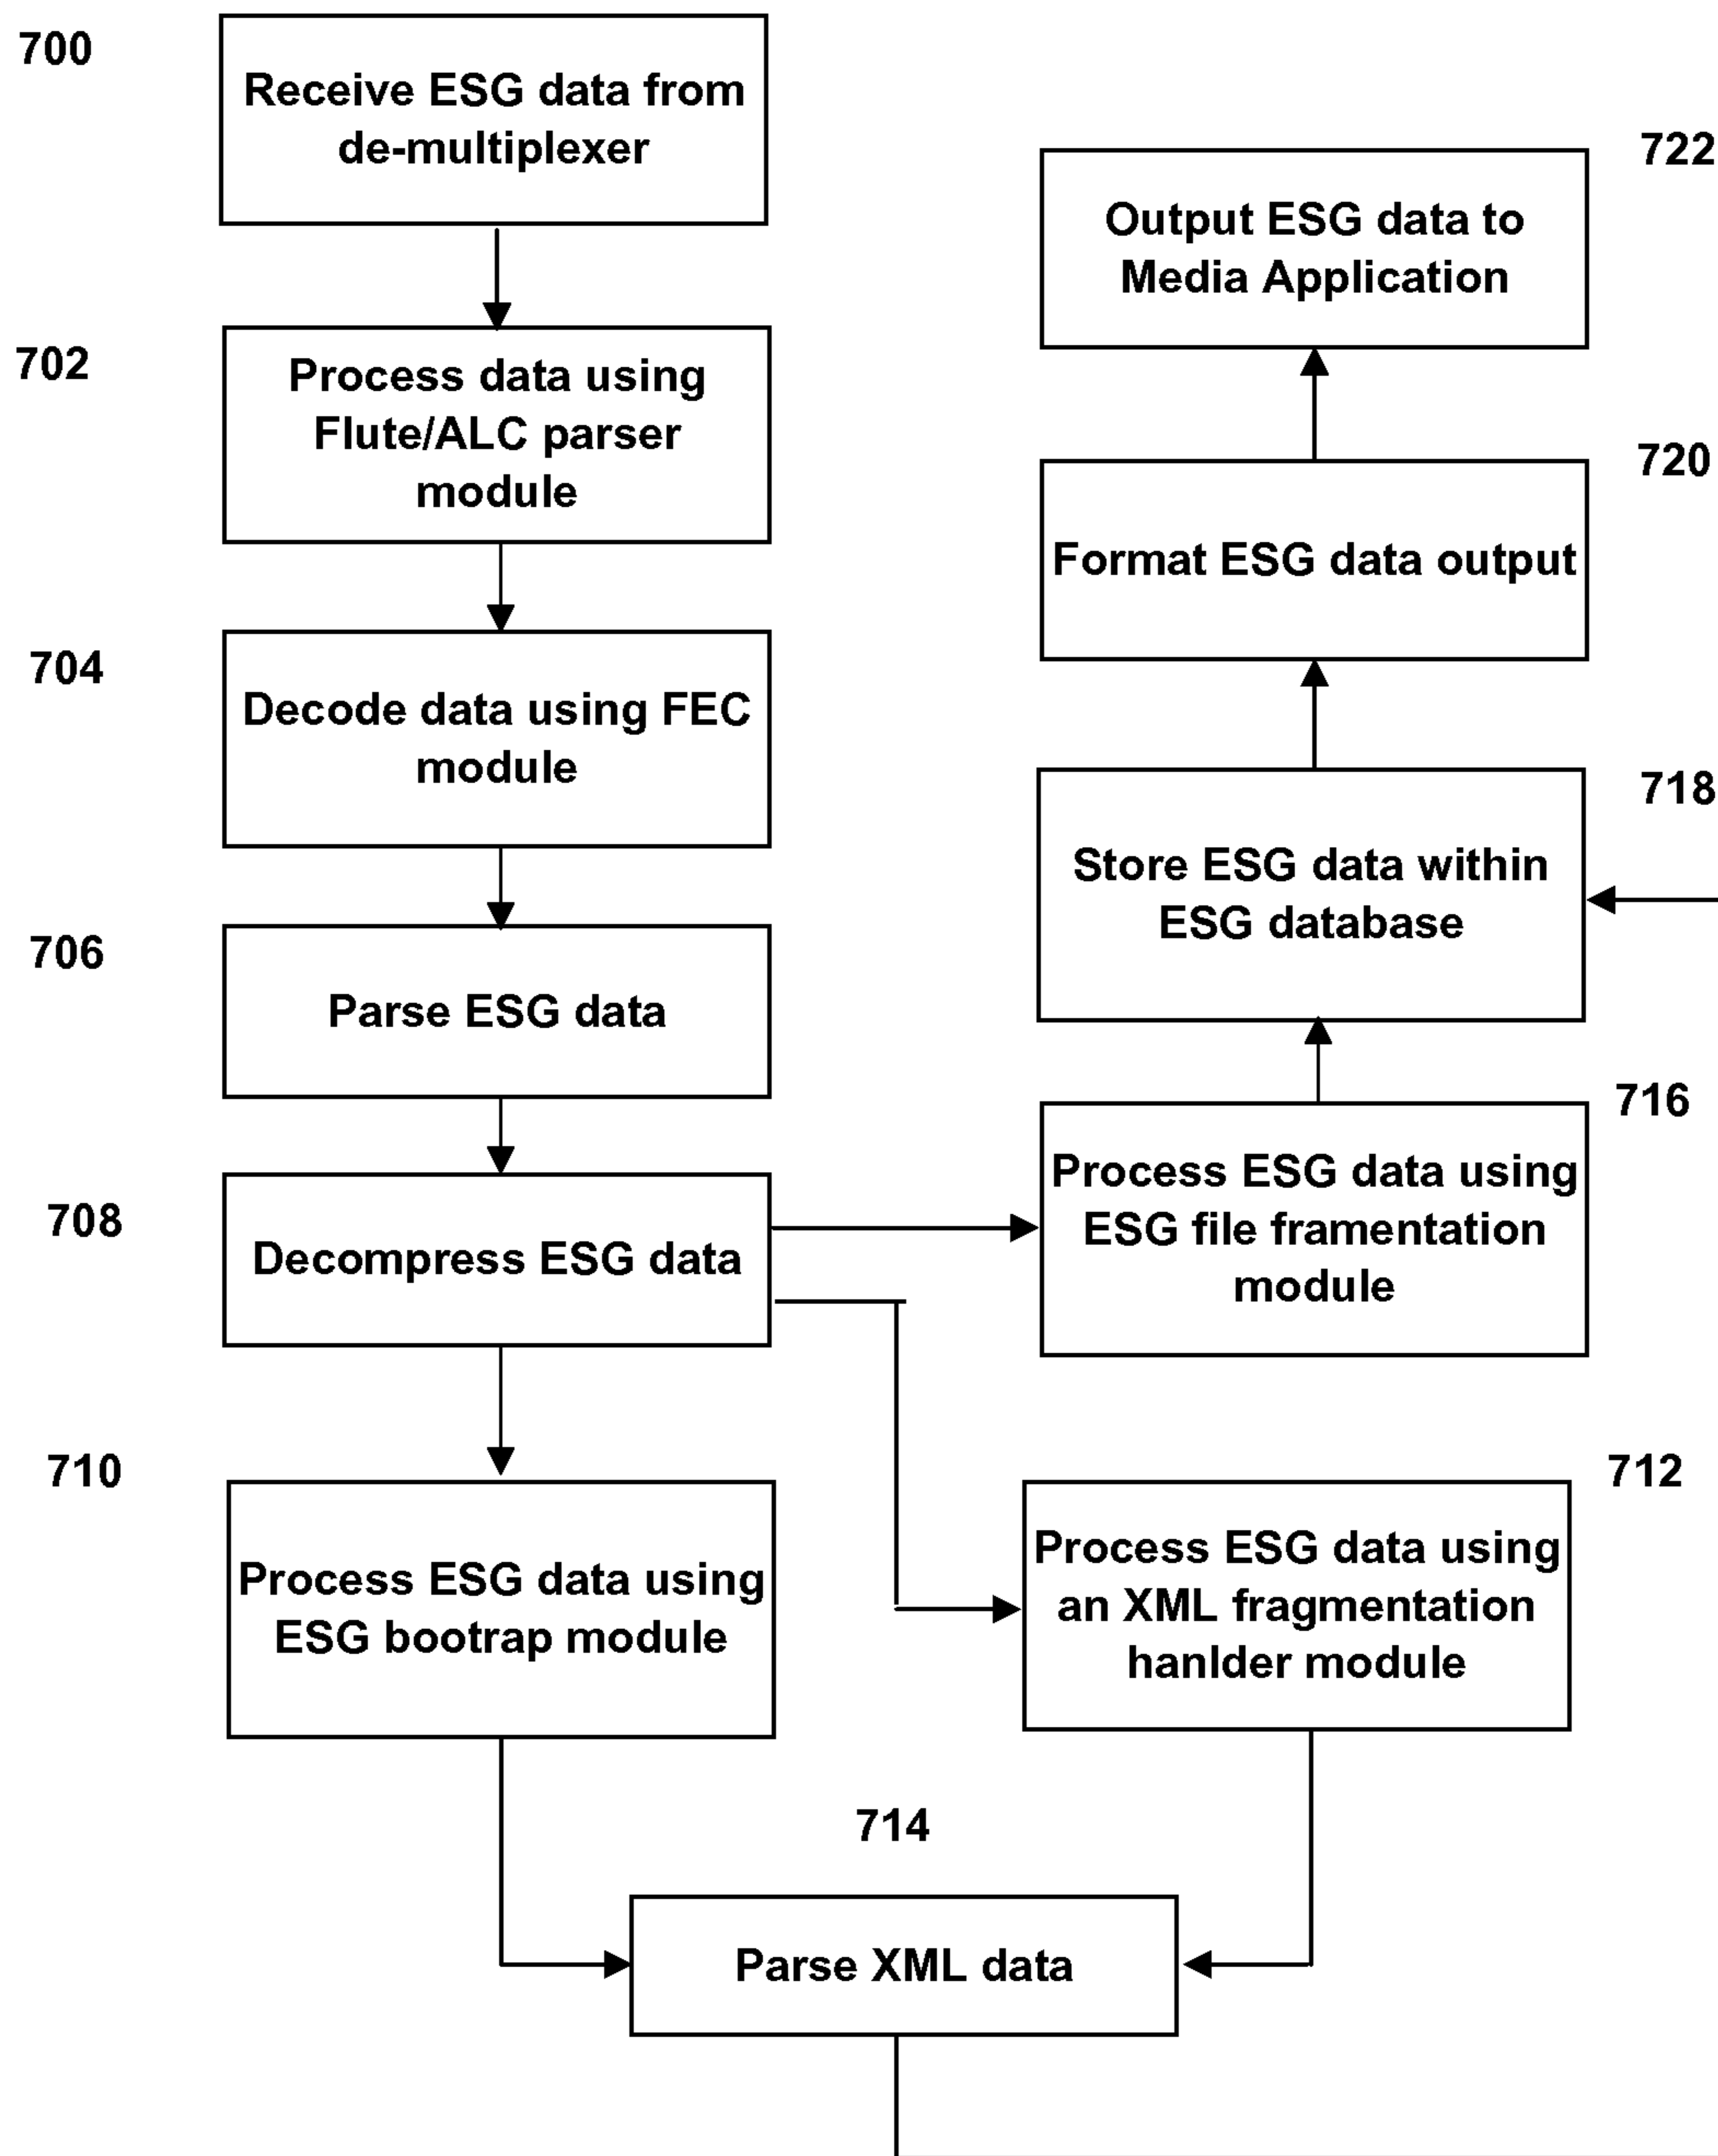 700
Receive ESG data from
de-multiplexer
702
Process data using
Flute/ALC parser
module
704
Decode data using FEC
module
706
Parse ESG data
708
Decompress ESG data
710
Process ESG data using
ESG bootrap module
712
Process ESG data using
an XML fragmentation
hanlder module
714
Parse XML data
716
Process ESG data using
ESG file framentation
module
718
Store ESG data within
ESG database
720
Format ESG data output
722
Output ESG data to
Media Application